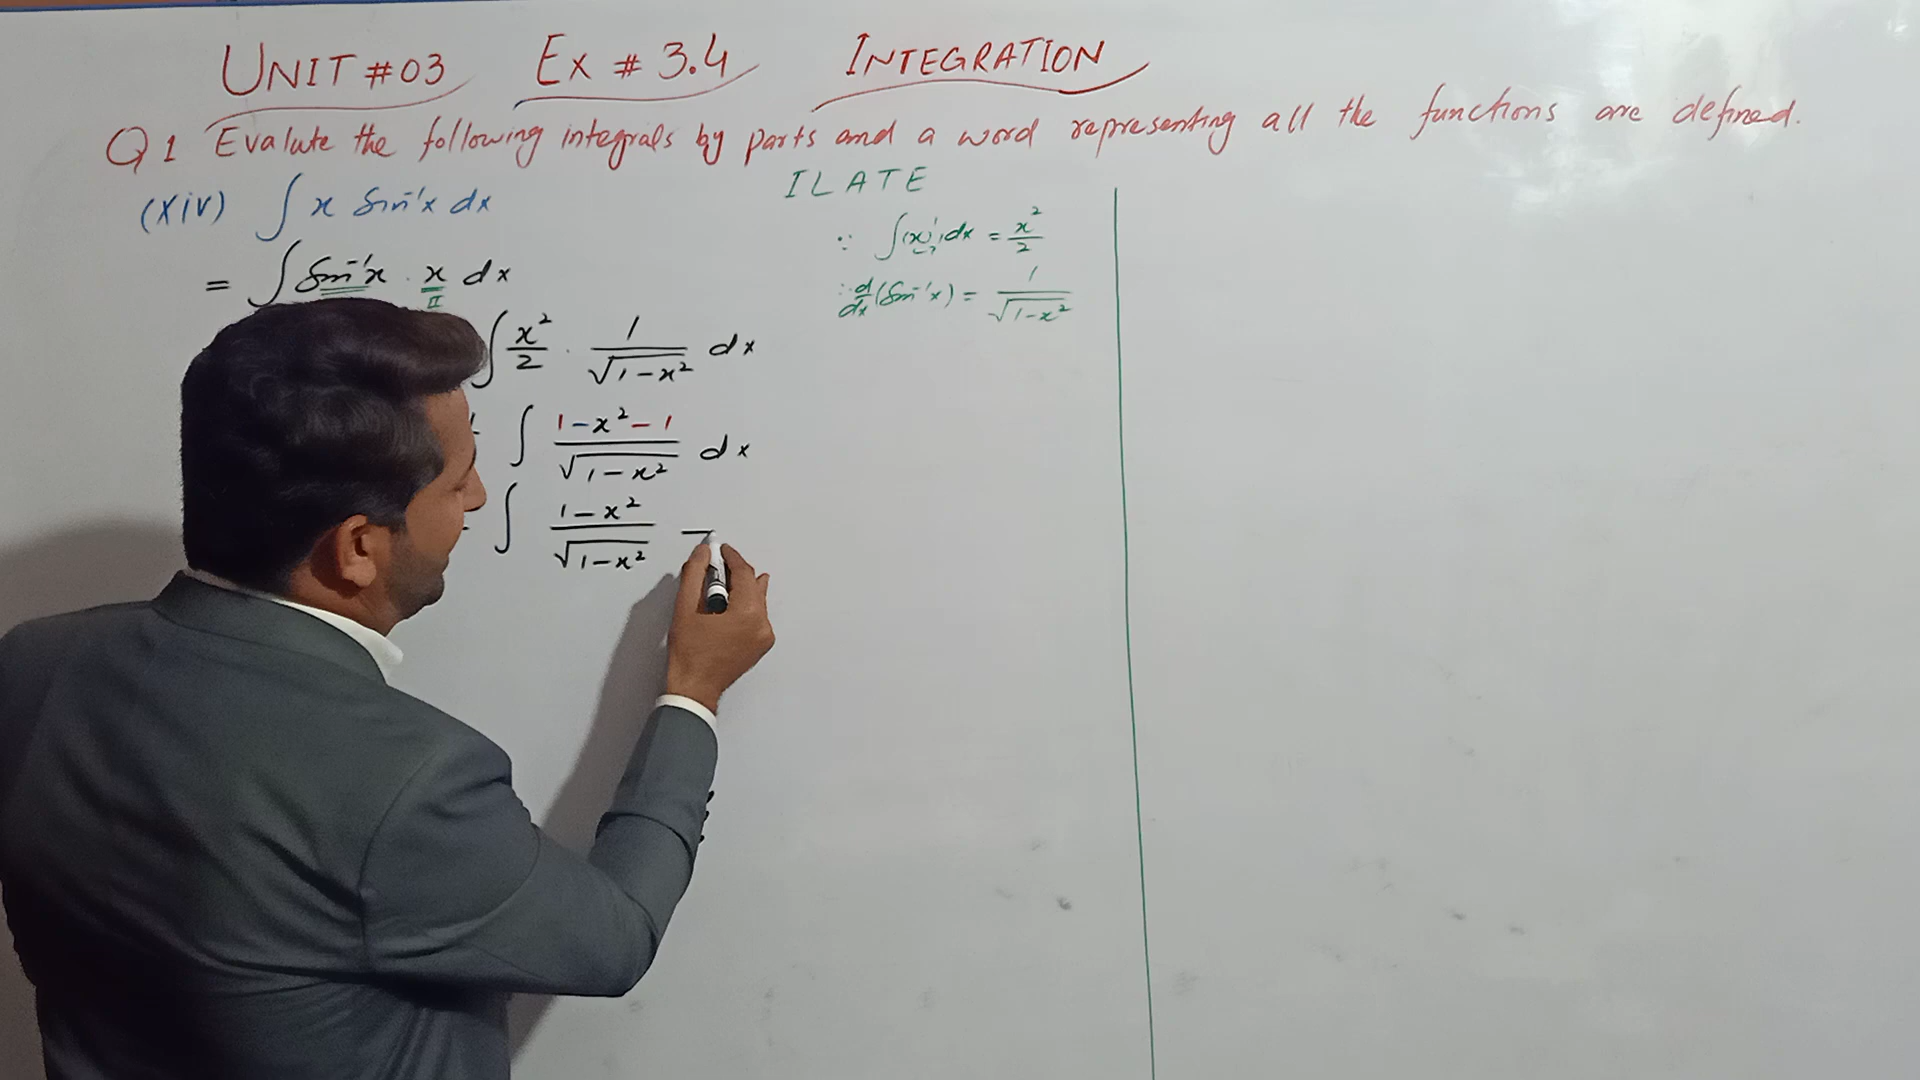 UNIT #03 Ex # 3.4 INTEGRATION
Q1 Evaluate the following integrals by parts and a word representing all the functions are defined.
(xiv) ∫ x Sin⁻¹x dx
ILATE
∵ ∫(x)¹dx = x²/2
= ∫ Sin⁻¹x · x dx
II
∵ d/dx (Sin⁻¹x) = 1/√(1-x²)
∫ x²/2 · 1/√(1-x²) dx
∫ (1-x²-1)/√(1-x²) dx
∫ (1-x²)/√(1-x²) —